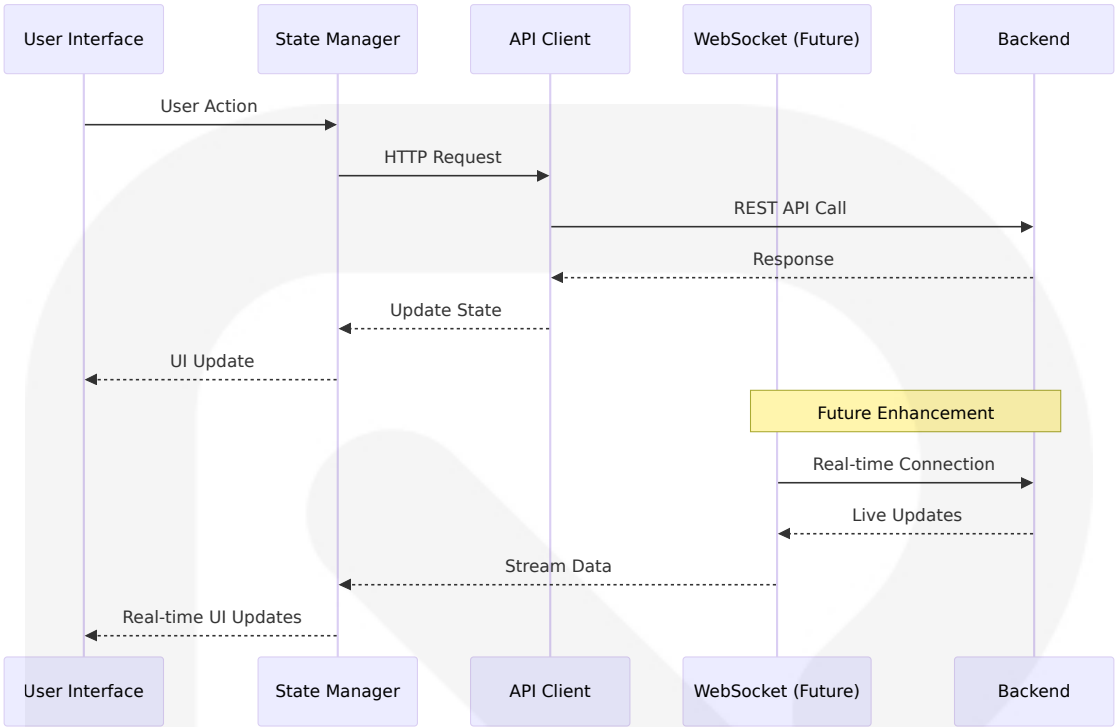 User Interface
State Manager
API Client
WebSocket (Future)
Backend
User Action
HTTP Request
REST API Call
Response
Update State
UI Update
Future Enhancement
Real-time Connection
Live Updates
Stream Data
Real-time UI Updates
User Interface
State Manager
API Client
WebSocket (Future)
Backend